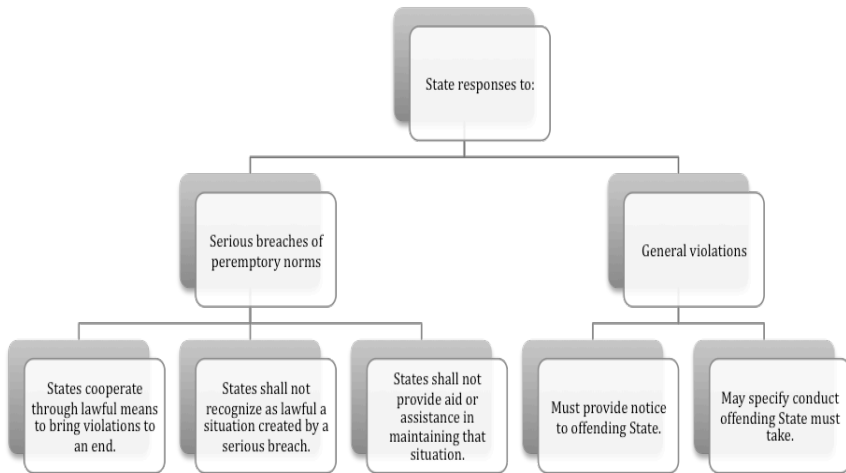 State responses to:
Serious breaches of
peremptory norms
General violations
States cooperate
through lawful means
to bring violations to
an end.
States shall not
recognize as lawful a
situation created by a
serious breach.
States shall not
provide aid or
assistance in
maintaining that
situation.
Must provide notice
to offending State.
May specify conduct
offending State must
take.